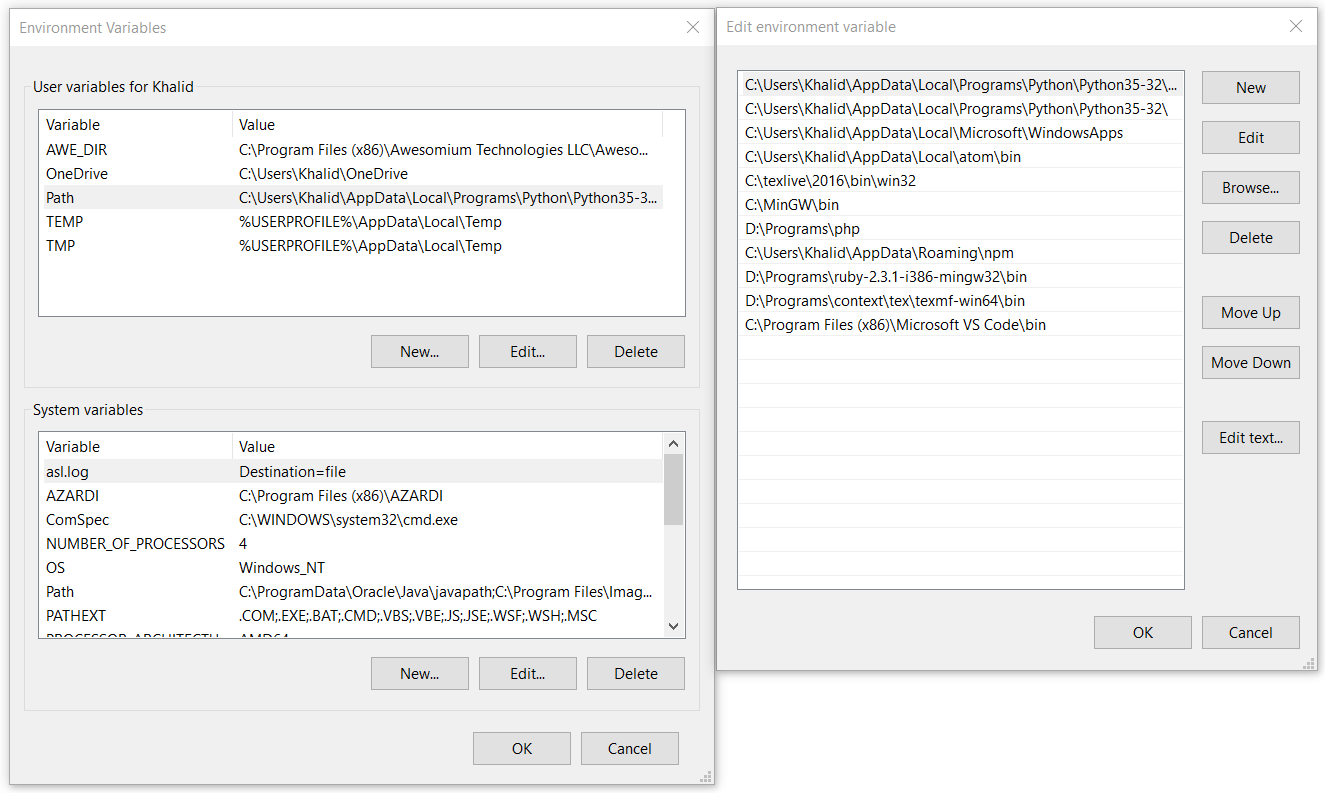 Environment Variables
User variables for Khalid
Variable Value
AWE_DIR C:\Program Files (x86)\Awesomium Technologies LLC\Aweso...
OneDrive C:\Users\Khalid\OneDrive
Path C:\Users\Khalid\AppData\Local\Programs\Python\Python35-3...
TEMP %USERPROFILE%\AppData\Local\Temp
TMP %USERPROFILE%\AppData\Local\Temp
New... Edit... Delete
System variables
Variable Value
asl.log Destination=file
AZARDI C:\Program Files (x86)\AZARDI
ComSpec C:\WINDOWS\system32\cmd.exe
NUMBER_OF_PROCESSORS 4
OS Windows_NT
Path C:\ProgramData\Oracle\Java\javapath;C:\Program Files\Imag...
PATHEXT .COM;.EXE;.BAT;.CMD;.VBS;.VBE;.JS;.JSE;.WSF;.WSH;.MSC
PROCESSOR_ARCHITECTU... AMD64
New... Edit... Delete
OK Cancel
Edit environment variable
C:\Users\Khalid\AppData\Local\Programs\Python\Python35-32\...
C:\Users\Khalid\AppData\Local\Programs\Python\Python35-32\
C:\Users\Khalid\AppData\Local\Microsoft\WindowsApps
C:\Users\Khalid\AppData\Local\atom\bin
C:\texlive\2016\bin\win32
C:\MinGW\bin
D:\Programs\php
C:\Users\Khalid\AppData\Roaming\npm
D:\Programs\ruby-2.3.1-i386-mingw32\bin
D:\Programs\context\tex\texmf-win64\bin
C:\Program Files (x86)\Microsoft VS Code\bin
New
Edit
Browse...
Delete
Move Up
Move Down
Edit text...
OK Cancel